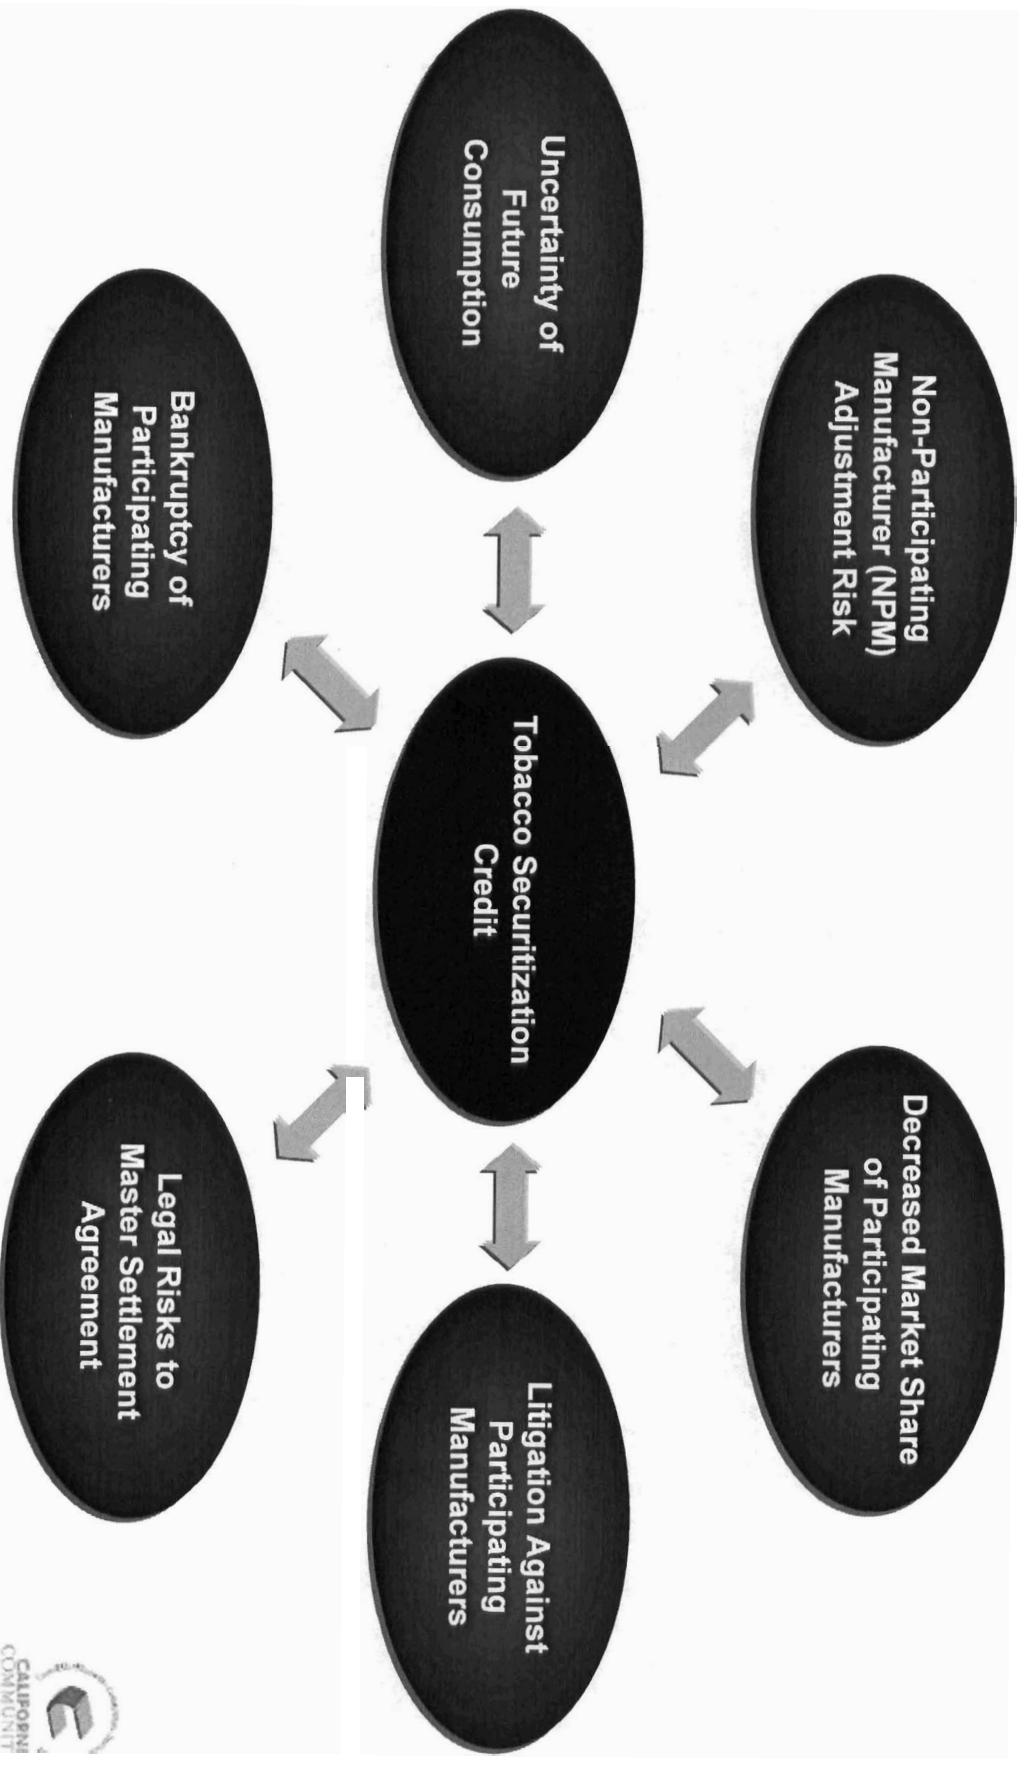 Non-Participating
Manufacturer (NPM)
Adjustment Risk
Decreased Market Share
of Participating
Manufacturers
Uncertainty of
Future
Consumption
Tobacco Securitization
Credit
Litigation Against
Participating
Manufacturers
Bankruptcy of
Participating
Manufacturers
Legal Risks to
Master Settlement
Agreement